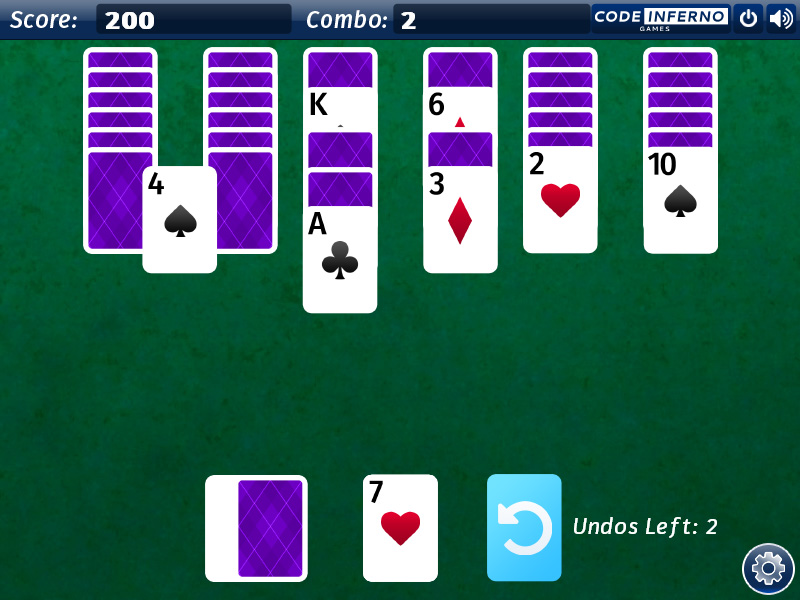 Score: 200 Combo: 2 CODE INFERNO
GAMES
K 6
4 A 3 2 10
7
Undos Left: 2